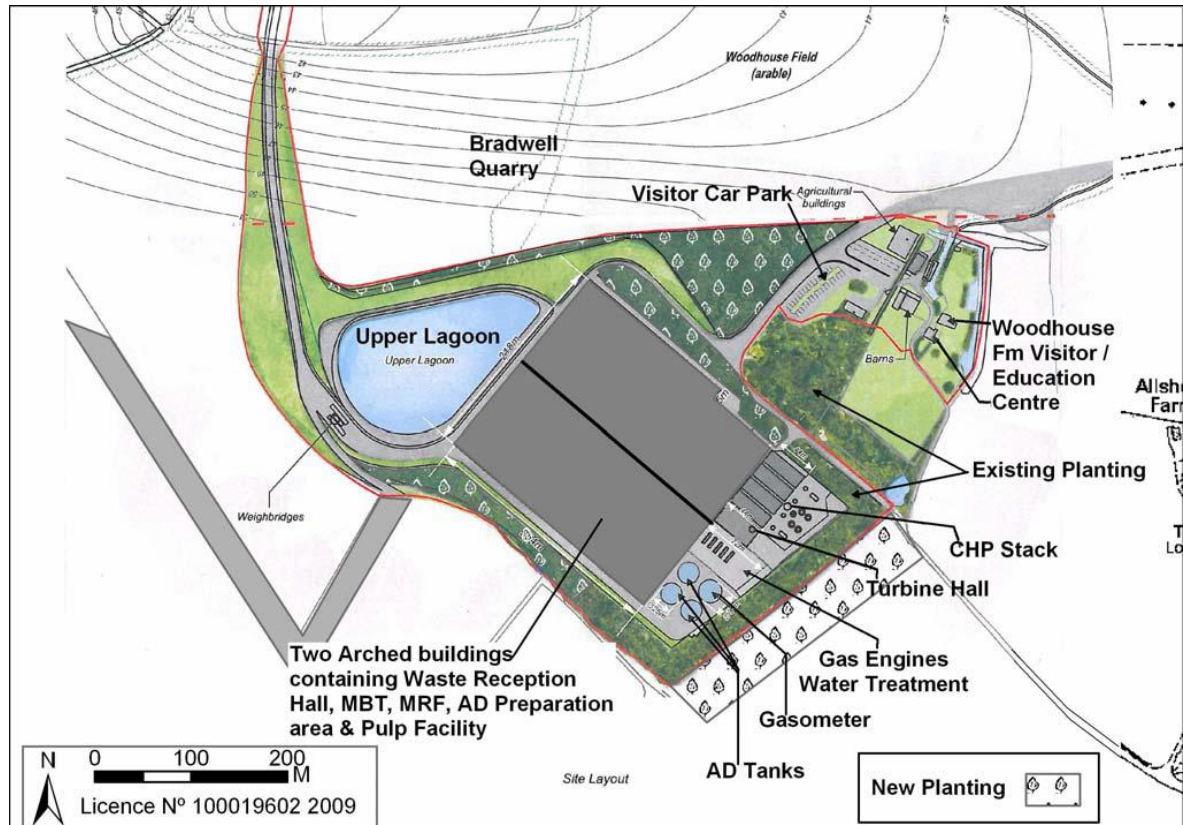 Woodhouse Field
(arable)
Bradwell
Quarry
Visitor Car Park
Agricultural
buildings
Upper Lagoon
Upper Lagoon
248m
Woodhouse
Fm Visitor /
Education
Centre
Barns
Allsh
Farr
Existing Planting
Weighbridges
CHP Stack
Turbine Hall
Two Arched buildings
containing Waste Reception
Hall, MBT, MRF, AD Preparation
area & Pulp Facility
Gas Engines
Water Treatment
Gasometer
AD Tanks
N
0 100 200
M
Licence Nº 100019602 2009
Site Layout
New Planting